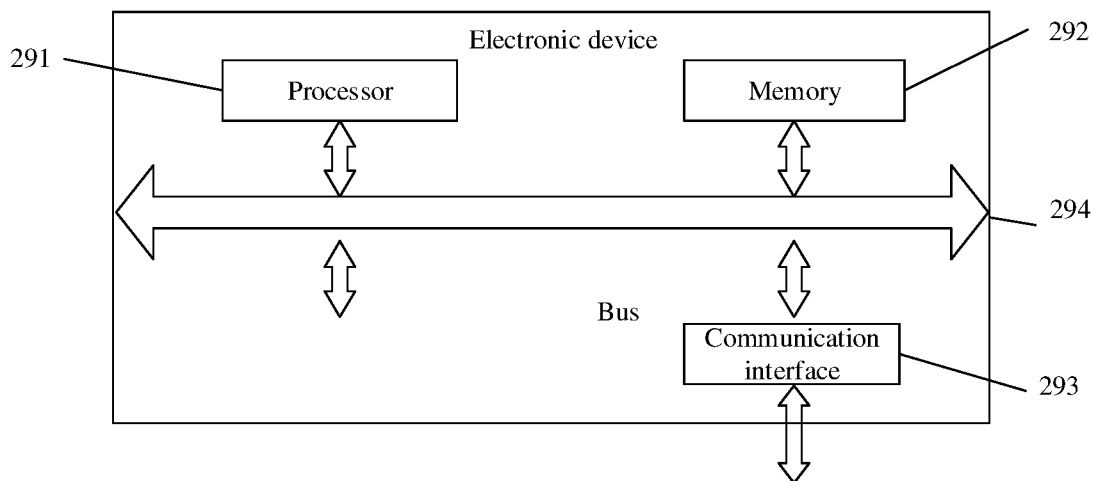 Electronic device
291
292
Processor
Memory
294
Bus
Communication
interface
293